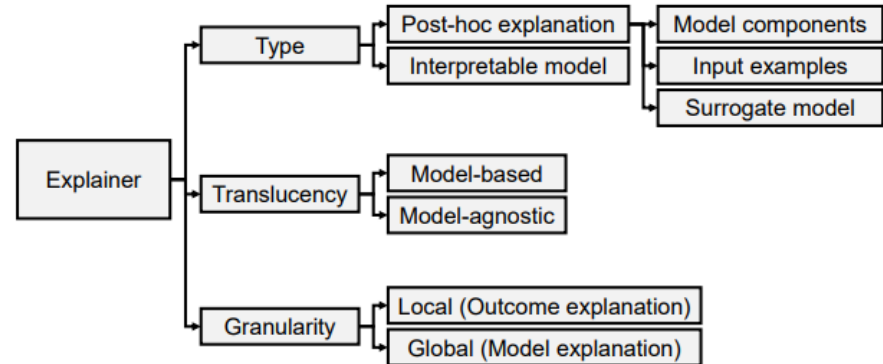 Explainer
Type
Post-hoc explanation
Model components
Interpretable model
Input examples
Surrogate model
Translucency
Model-based
Model-agnostic
Granularity
Local (Outcome explanation)
Global (Model explanation)